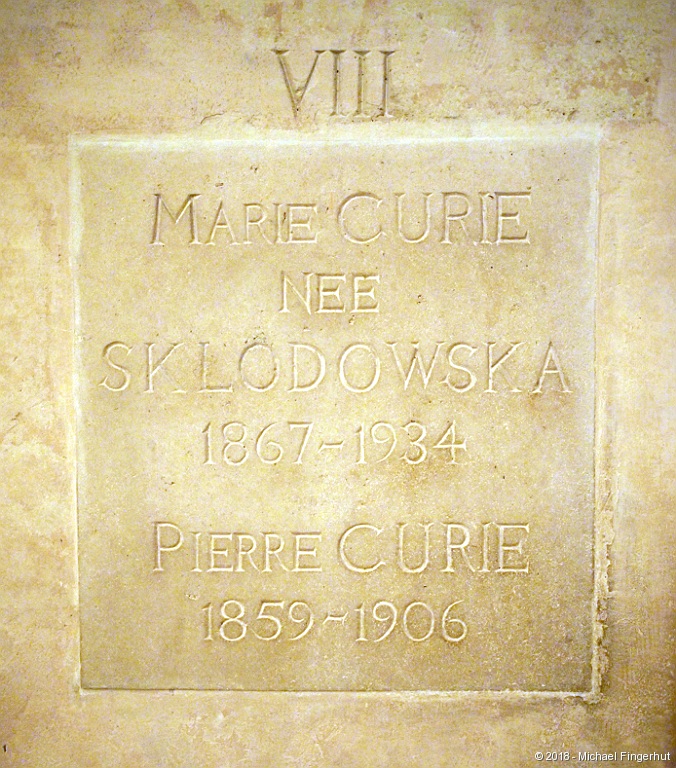 VIII
MARIE CURIE
NEE
SKLODOWSKA
1867-1934
PIERRE CURIE
1859-1906
© 2018 - Michael Fingerhut